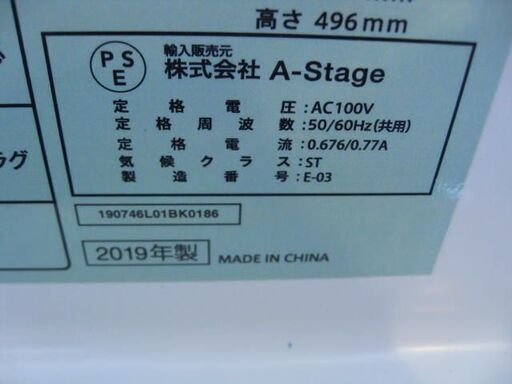 高さ 496mm
PSE
輸入販売元
株式会社 A-Stage
定格電圧:AC100V
定格周波数:50/60Hz(共用)
定格電流:0.676/0.77A
気候クラス:ST
製造番号:E-03
ラグ
190746L01BK0186
2019年製 MADE IN CHINA